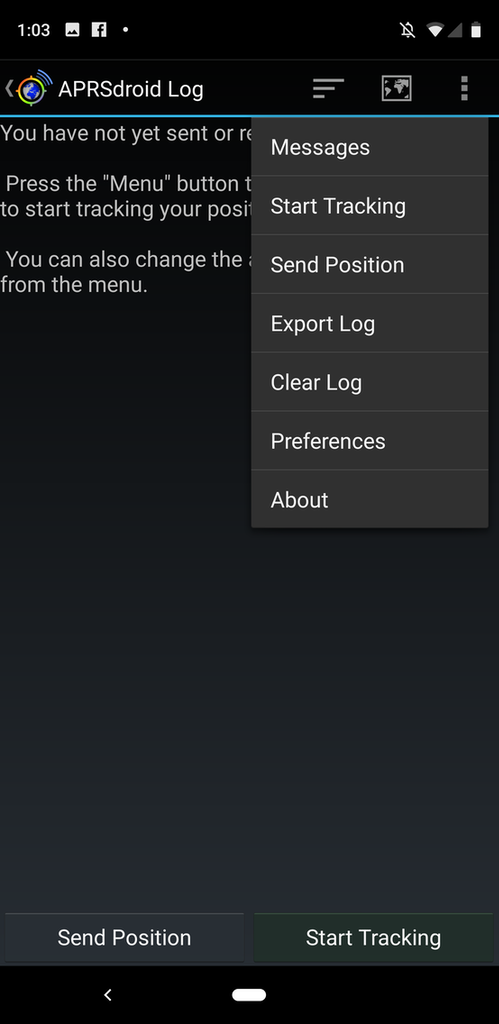 1:03
APRSdroid Log
You have not yet sent or
Press the "Menu" button
to start tracking your
You can also change the
from the menu.
Messages
Start Tracking
Send Position
Export Log
Clear Log
Preferences
About
Send Position
Start Tracking